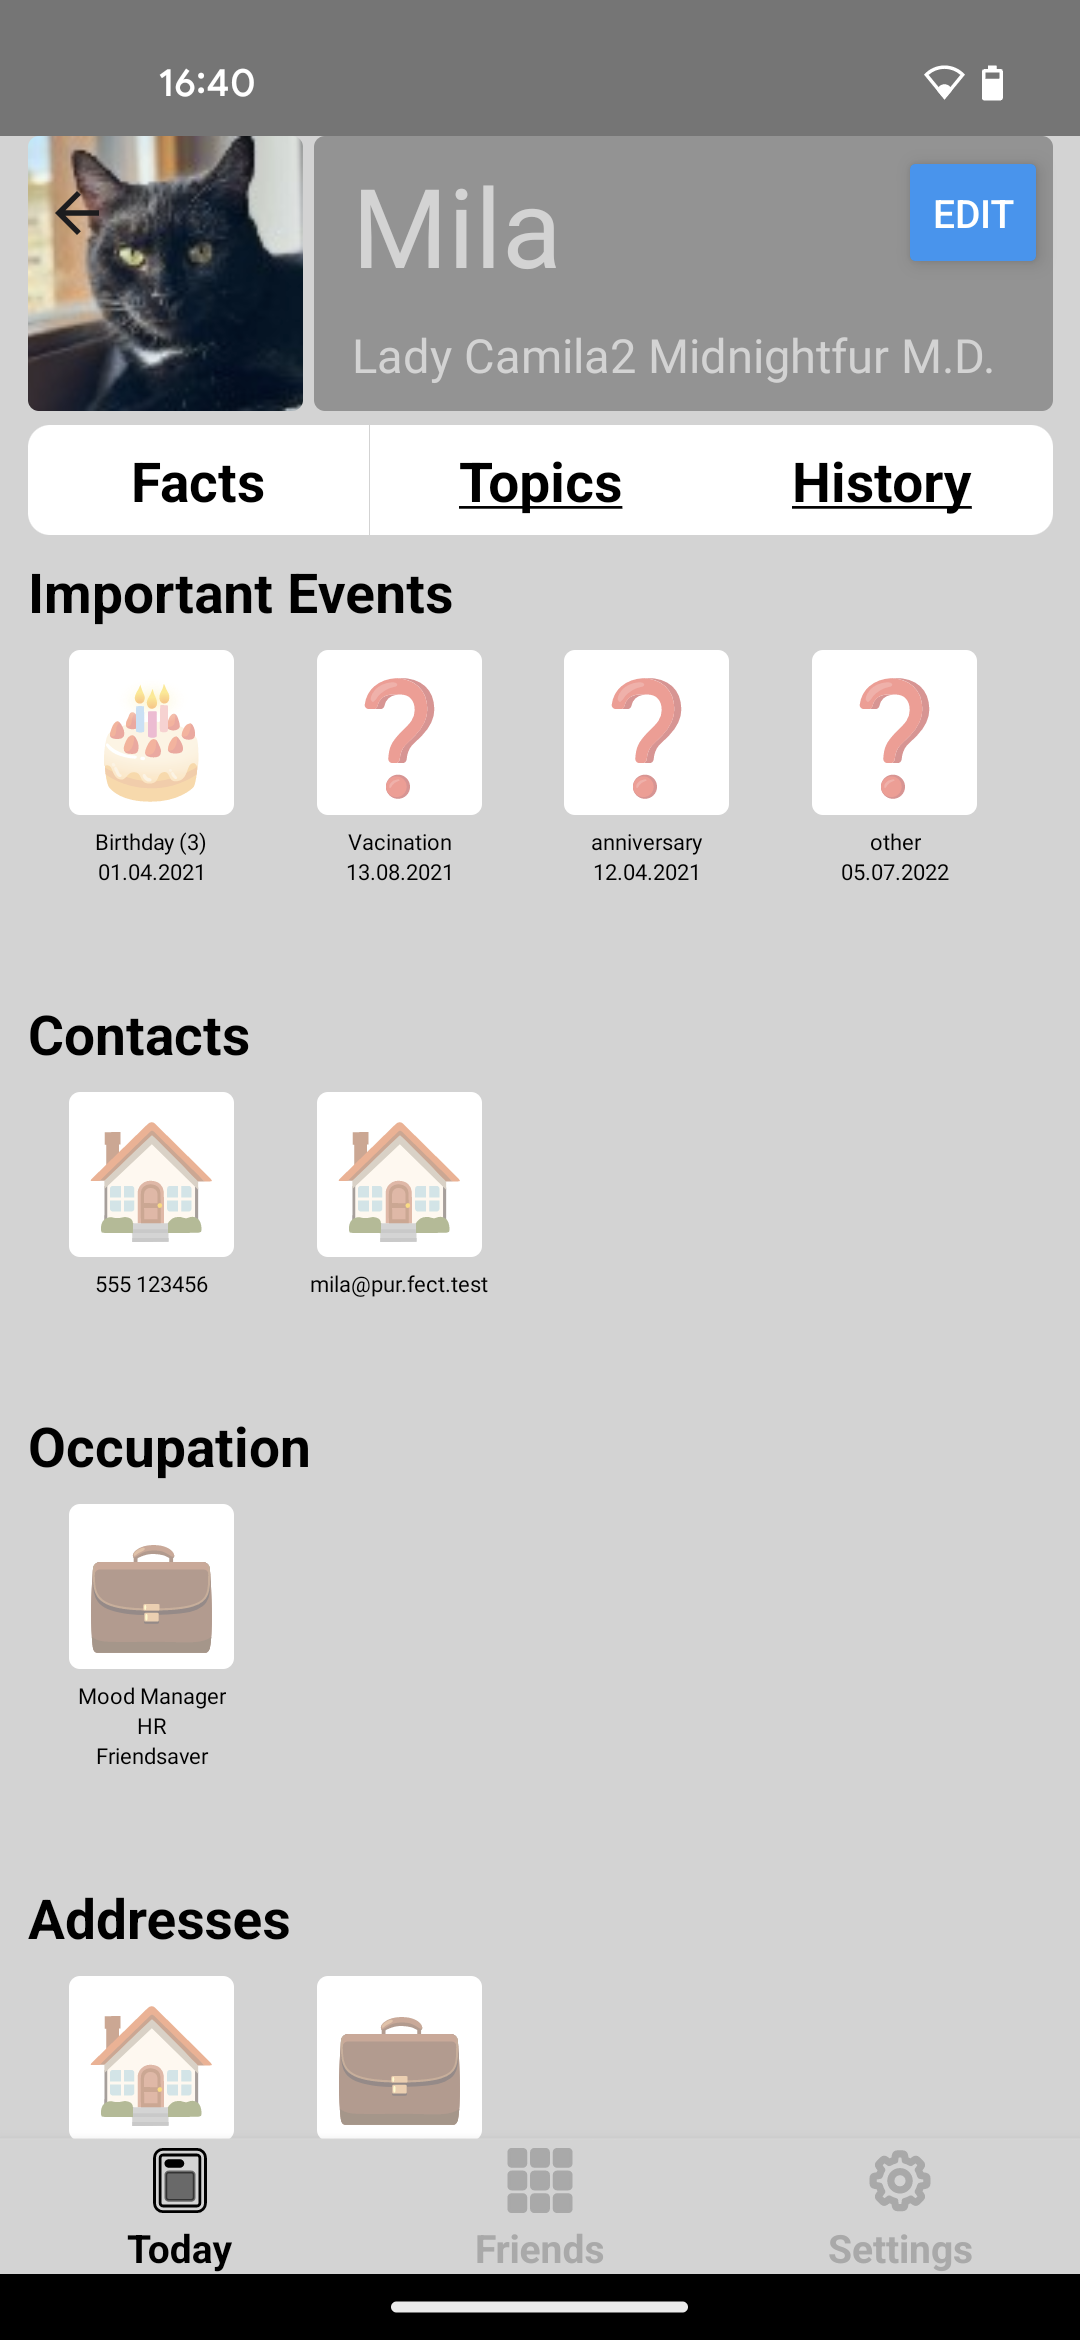 16:40
Mila
EDIT
Lady Camila2 Midnightfur M.D.
Facts
Topics
History
Important Events
Birthday (3)
01.04.2021
Vacination
13.08.2021
anniversary
12.04.2021
other
05.07.2022
Contacts
555 123456
mila@pur.fect.test
Occupation
Mood Manager
HR
Friendsaver
Addresses
Today
Friends
Settings